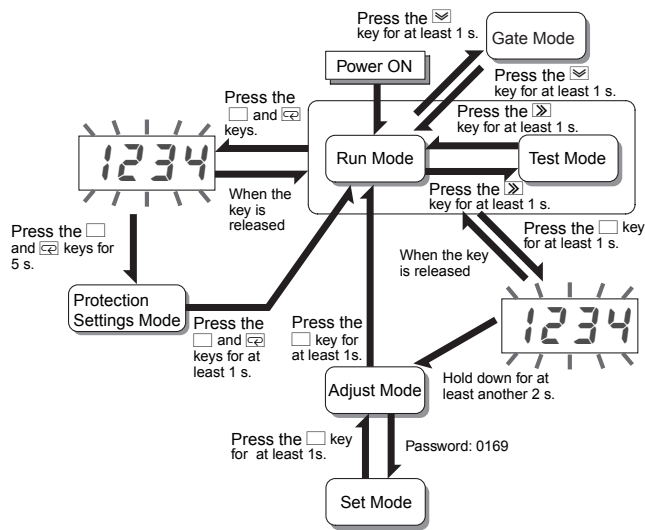 Press the
key for at least 1 s.
Gate Mode
Power ON
Press the
key for at least 1 s.
Press the
and
keys.
Press the
key for at least 1 s.
1234
Run Mode
Test Mode
When the
key is
released
Press the
key for at least 1 s.
Press the
and keys for
5 s.
When the key
is released
Press the key
for at least 1 s.
Protection
Settings Mode
Press the
and
keys for at
least 1 s.
Press the
key for
at least 1s.
1234
Adjust Mode
Hold down for at
least another 2 s.
Press the key
for at least 1s.
Password: 0169
Set Mode